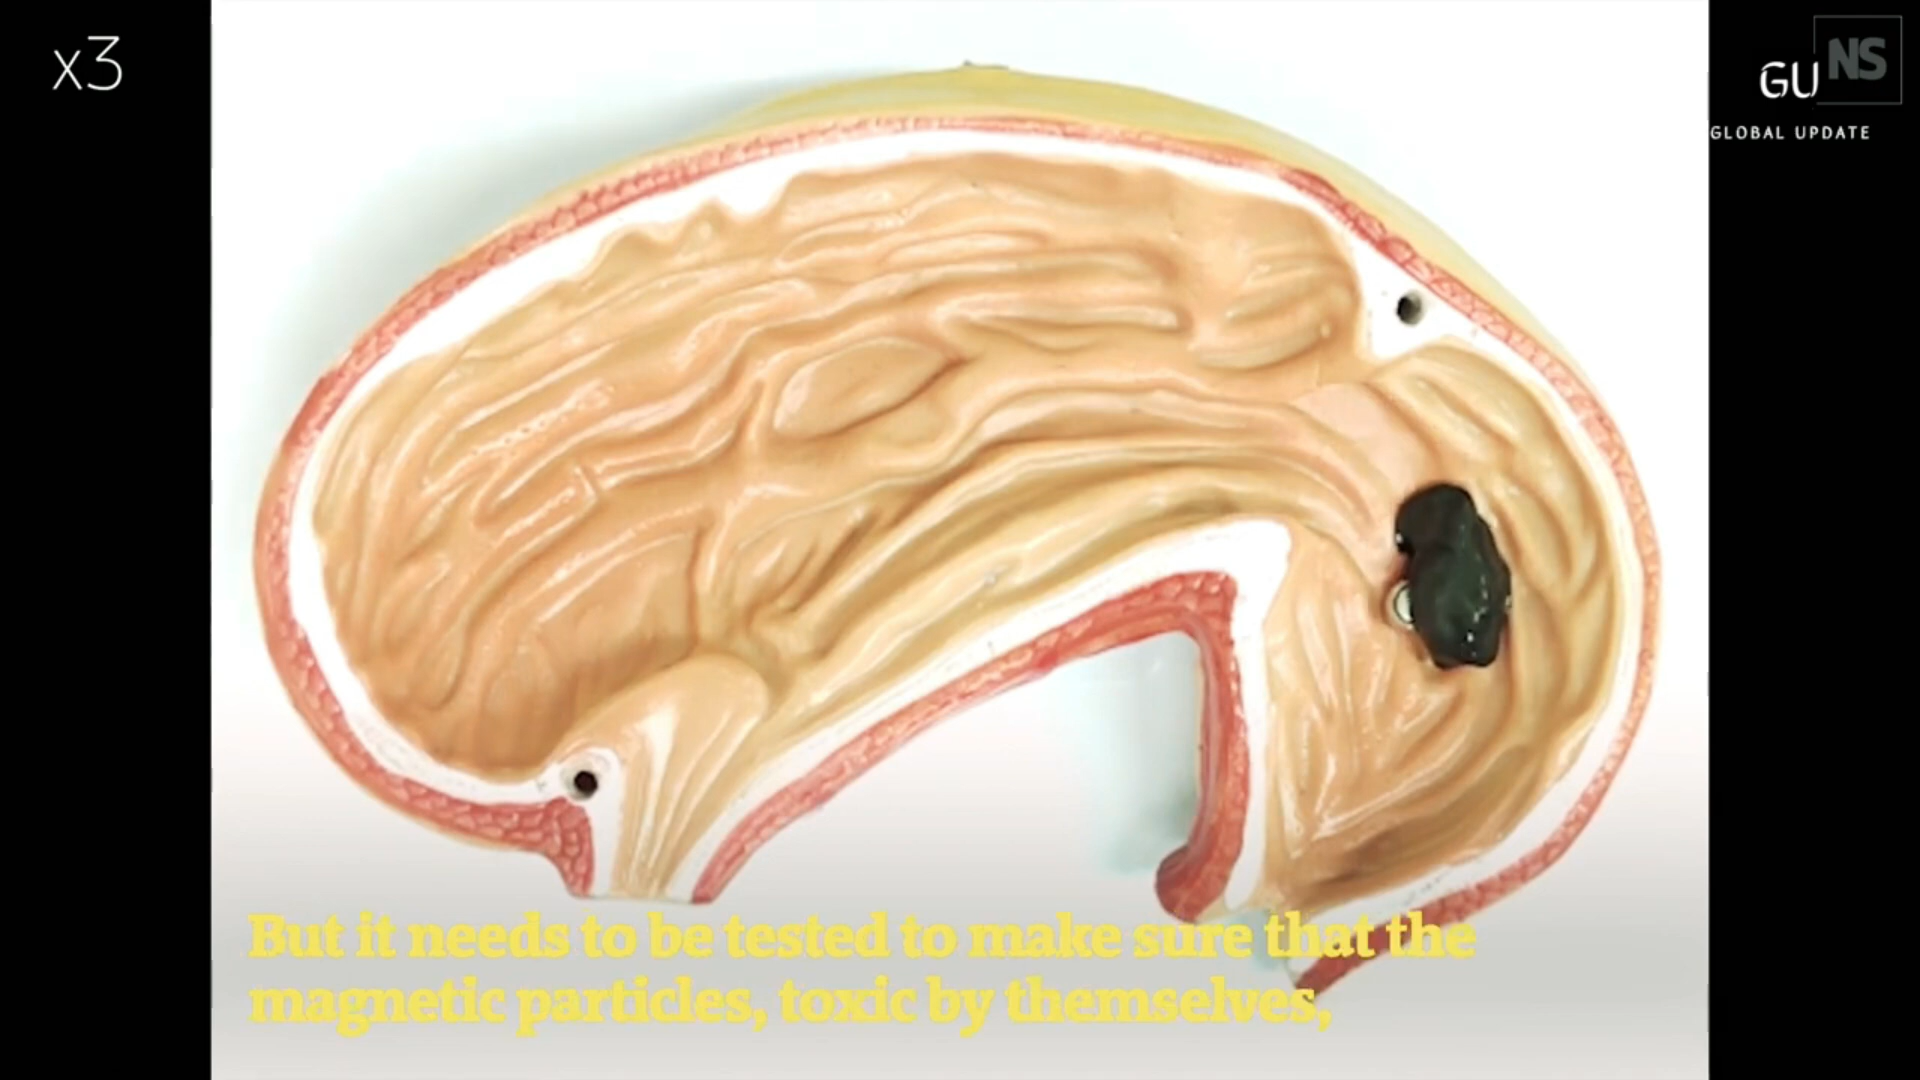 x3
GU
NS
GLOBAL UPDATE
But it needs to be tested to make sure that the
magnetic particles, toxic by themselves,